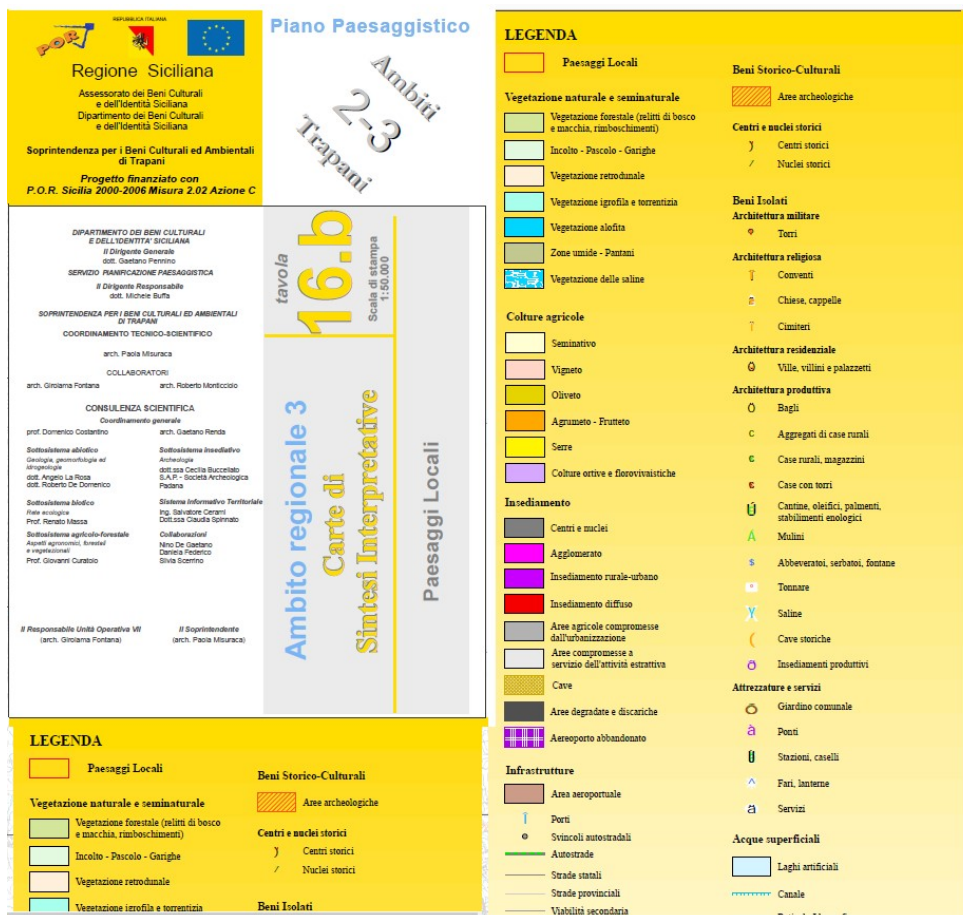 POR
REPUBBLICA ITALIANA
Regione Siciliana
Assessorato dei Beni Culturali
e dell'Identità Siciliana
Dipartimento dei Beni Culturali
e dell'Identità Siciliana
Soprintendenza per i Beni Culturali ed Ambientali
di Trapani
Progetto finanziato con
P.O.R. Sicilia 2000-2006 Misura 2.02 Azione C
Piano Paesaggistico
Ambiti
2-3
Trapani
DIPARTIMENTO DEI BENI CULTURALI
E DELL'IDENTITA' SICILIANA
Il Dirigente Generale
dott. Gaetano Pennino
SERVIZIO PIANIFICAZIONE PAESAGGISTICA
Il Dirigente Responsabile
dott. Michele Buffa
SOPRINTENDENZA PER I BENI CULTURALI ED AMBIENTALI
DI TRAPANI
COORDINAMENTO TECNICO-SCIENTIFICO
arch. Paola Misuraca
COLLABORATORI
arch. Girolama Fontana arch. Roberto Monticciolo
CONSULENZA SCIENTIFICA
Coordinamento generale
prof. Domenico Costantino arch. Gaetano Renda
Sottosistema abiotico
Geologia, geomorfologia ed
idrogeologia
dott. Angelo La Rosa
dott. Roberto De Domenico
Sottosistema biotico
Rete ecologica
Prof. Renato Massa
Sottosistema agricolo-forestale
Aspetti agronomici, forestali
e vegetazionali
Prof. Giovanni Curatolo
Sottosistema insediativo
Archeologia
dott.ssa Cecilia Buccellato
S.A.P. - Società Archeologica
Padana
Sistema Informativo Territoriale
Ing. Salvatore Cerami
Dott.ssa Claudia Spinnato
Collaborazioni
Nino De Gaetano
Daniela Federico
Silvia Scerrino
Il Responsabile Unità Operativa VII
(arch. Girolama Fontana)
Il Soprintendente
(arch. Paola Misuraca)
tavola
16.b
Scala di stampa
1:50.000
Ambito regionale 3
Carte di
Sintesi Interpretative
Paesaggi Locali
LEGENDA
Paesaggi Locali
Vegetazione naturale e seminaturale
Vegetazione forestale (relitti di bosco
e macchia, rimboschimenti)
Incolto - Pascolo - Garighe
Vegetazione retrodunale
Vegetazione igrofila e torrentizia
Beni Storico-Culturali
Aree archeologiche
Centri e nuclei storici
Centri storici
Nuclei storici
Beni Isolati
LEGENDA
Paesaggi Locali
Vegetazione naturale e seminaturale
Vegetazione forestale (relitti di bosco
e macchia, rimboschimenti)
Incolto - Pascolo - Garighe
Vegetazione retrodunale
Vegetazione igrofila e torrentizia
Vegetazione alofita
Zone umide - Pantani
Vegetazione delle saline
Colture agricole
Seminativo
Vigneto
Oliveto
Agrumeto - Frutteto
Serre
Colture ortive e florovivaistiche
Insediamento
Centri e nuclei
Agglomerato
Insediamento rurale-urbano
Insediamento diffuso
Aree agricole compromesse
dall'urbanizzazione
Aree compromesse a
servizio dell'attività estrattiva
Cave
Aree degradate e discariche
Aereoporto abbandonato
Infrastrutture
Area aeroportuale
Porti
Svincoli autostradali
Autostrade
Strade statali
Strade provinciali
Viabilità secondaria
Beni Storico-Culturali
Aree archeologiche
Centri e nuclei storici
Centri storici
Nuclei storici
Beni Isolati
Architettura militare
Torri
Architettura religiosa
Conventi
Chiese, cappelle
Cimiteri
Architettura residenziale
Ville, villini e palazzetti
Architettura produttiva
Bagli
Aggregati di case rurali
Case rurali, magazzini
Case con torri
Cantine, oleifici, palmenti,
stabilimenti enologici
Mulini
Abbeveratoi, serbatoi, fontane
Tonnare
Saline
Cave storiche
Insediamenti produttivi
Attrezzature e servizi
Giardino comunale
Ponti
Stazioni, caselli
Fari, lanterne
Servizi
Acque superficiali
Laghi artificiali
Canale